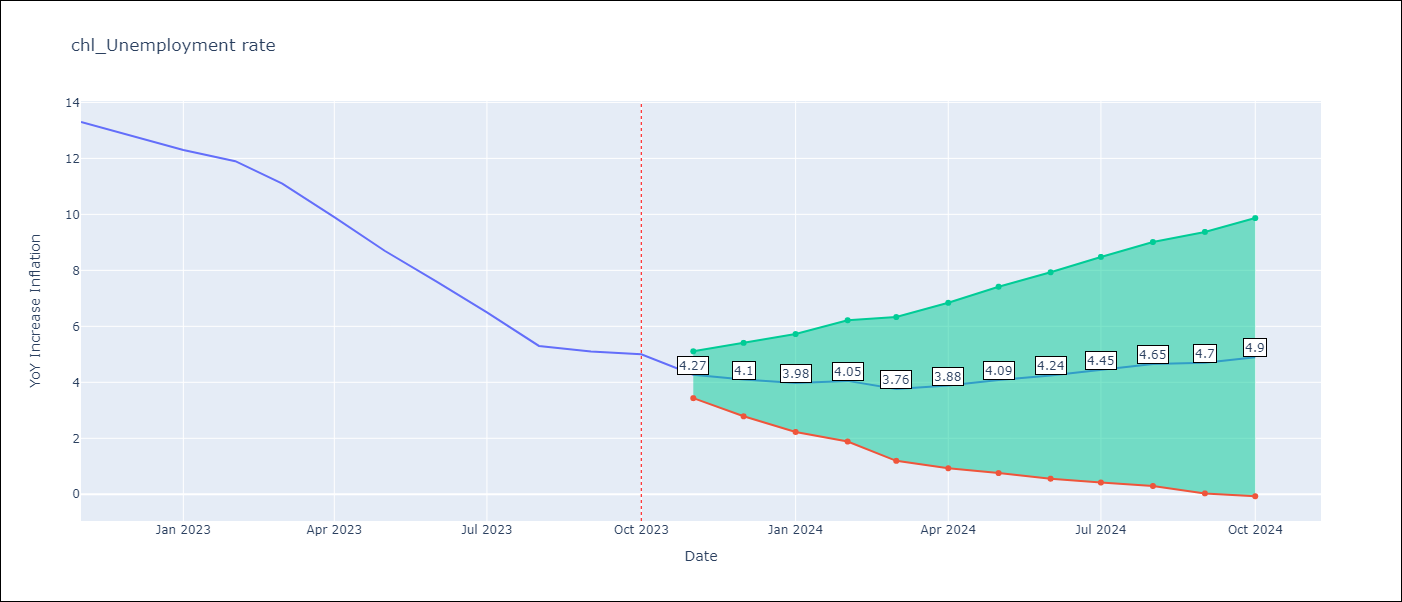 chl_Unemployment rate
14
12
10
8
6
4
2
0
YoY Increase Inflation
4.27
4.1
3.98
4.05
3.76
3.88
4.09
4.24
4.45
4.65
4.7
4.9
Jan 2023
Apr 2023
Jul 2023
Oct 2023
Jan 2024
Apr 2024
Jul 2024
Oct 2024
Date